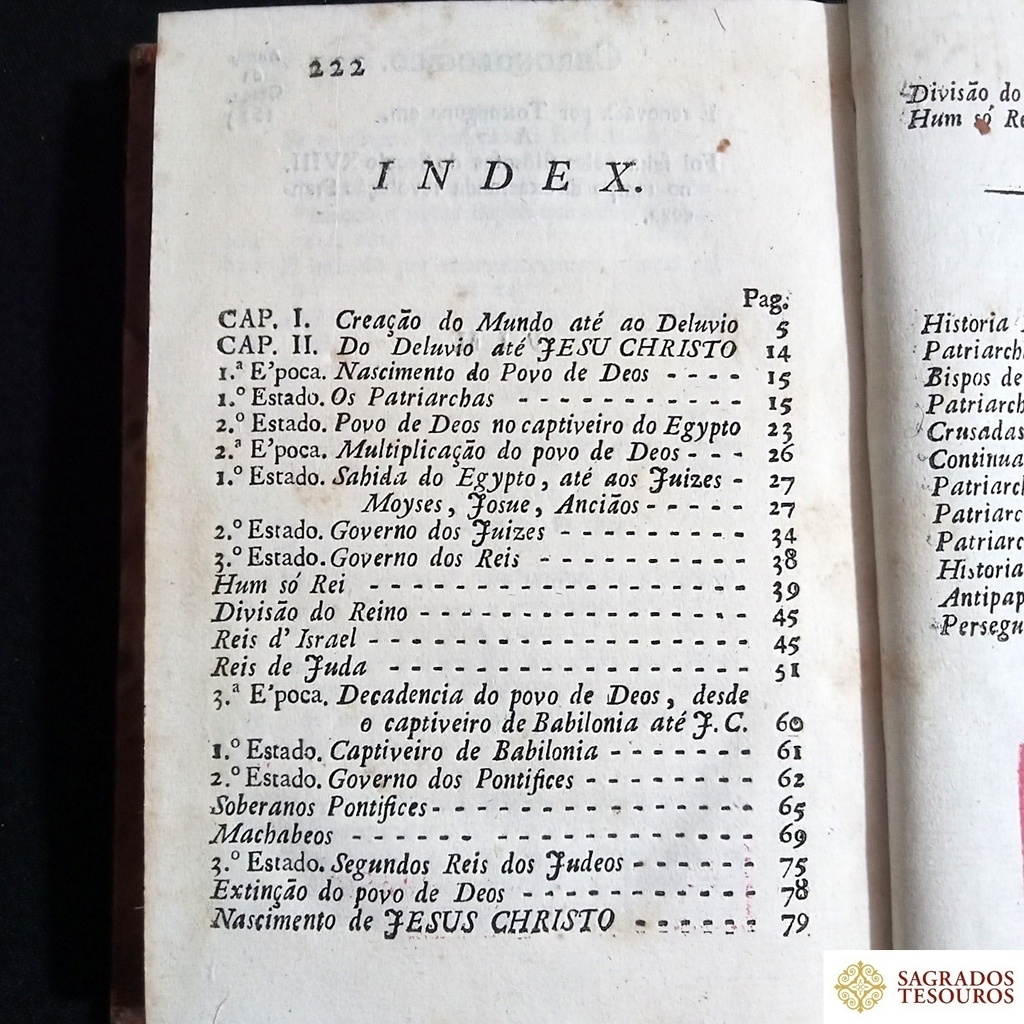 222
INDEX.
Pag.
CAP. I. Creação do Mundo até ao Deluvio 5
CAP. II. Do Deluvio até JESU CHRISTO 14
1.ª E'poca. Nascimento do Povo de Deos - - - - 15
1.º Estado. Os Patriarchas - - - - - - - - - - - 15
2.º Estado. Povo de Deos no captiveiro do Egypto 23
2.ª E'poca. Multiplicação do povo de Deos - - - 26
1.º Estado. Sahida do Egypto, até aos Juizes - 27
Moyses, Josue, Anciãos - - - - - 27
2.º Estado. Governo dos Juizes - - - - - - - - - 34
3.º Estado. Governo dos Reis - - - - - - - - - - 38
Hum só Rei - - - - - - - - - - - - - - - - - 39
Divisão do Reino - - - - - - - - - - - - - - - 45
Reis d' Israel - - - - - - - - - - - - - - - - - 45
Reis de Juda - - - - - - - - - - - - - - - - 51
3.ª E'poca. Decadencia do povo de Deos, desde
o captiveiro de Babilonia até J. C. 60
1.º Estado. Captiveiro de Babilonia - - - - - - - 61
2.º Estado. Governo dos Pontifices - - - - - - - - 62
Soberanos Pontifices - - - - - - - - - - - - - - 65
Machabeos - - - - - - - - - - - - - - - - - - 69
3.º Estado. Segundos Reis dos Judeos - - - - - - 75
Extinção do povo de Deos - - - - - - - - - - 78
Nascimento de JESUS CHRISTO - - - - - - 79
Divisão do
Hum só Re
Historia
Patriarch
Bispos de
Patriarch
Crusadas
Continua
Patriarch
Patriarc
Patriarc
Historia
Antipap
Persegu
SAGRADOS
TESOUROS